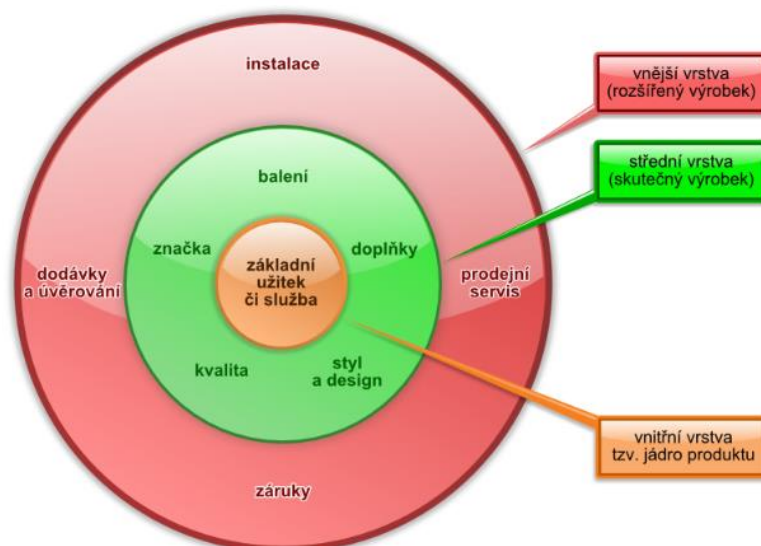 instalace
vnější vrstva
(rozšířený výrobek)
balení
střední vrstva
(skutečný výrobek)
značka
doplňky
základní
užitek
či služba
dodávky
a úvěrování
prodejní
servis
kvalita
styl
a design
vnitřní vrstva
tzv. jádro produktu
záruky